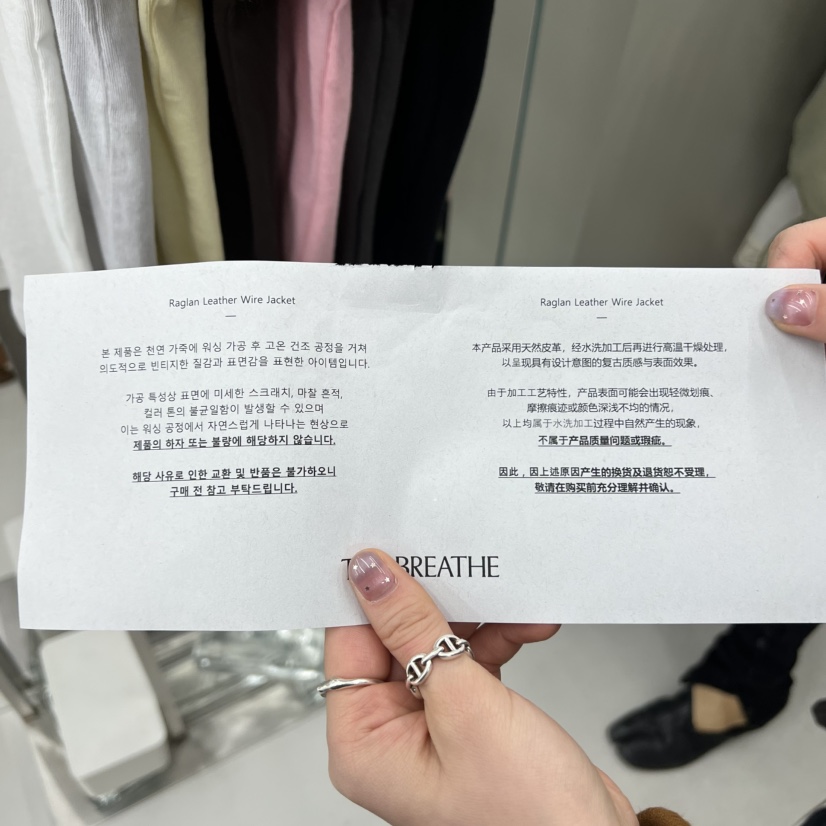 Raglan Leather Wire Jacket
본 제품은 천연 가죽에 워싱 가공 후 고온 건조 공정을 거쳐
의도적으로 빈티지한 질감과 표면감을 표현한 아이템입니다.
가공 특성상 표면에 미세한 스크래치, 마찰 흔적,
컬러 톤의 불균일함이 발생할 수 있으며
이는 워싱 공정에서 자연스럽게 나타나는 현상으로
제품의 하자 또는 불량에 해당하지 않습니다.
해당 사유로 인한 교환 및 반품은 불가하오니
구매 전 참고 부탁드립니다.
Raglan Leather Wire Jacket
本产品采用天然皮革，经水洗加工后再进行高温干燥处理，
以呈现具有设计意图的复古质感与表面效果。
由于加工工艺特性，产品表面可能会出现轻微划痕、
摩擦痕迹或颜色深浅不均的情况，
以上均属于水洗加工过程中自然产生的现象，
不属于产品质量问题或瑕疵。
因此，因上述原因产生的换货及退货恕不受理，
敬请在购买前充分理解并确认。
BREATHE